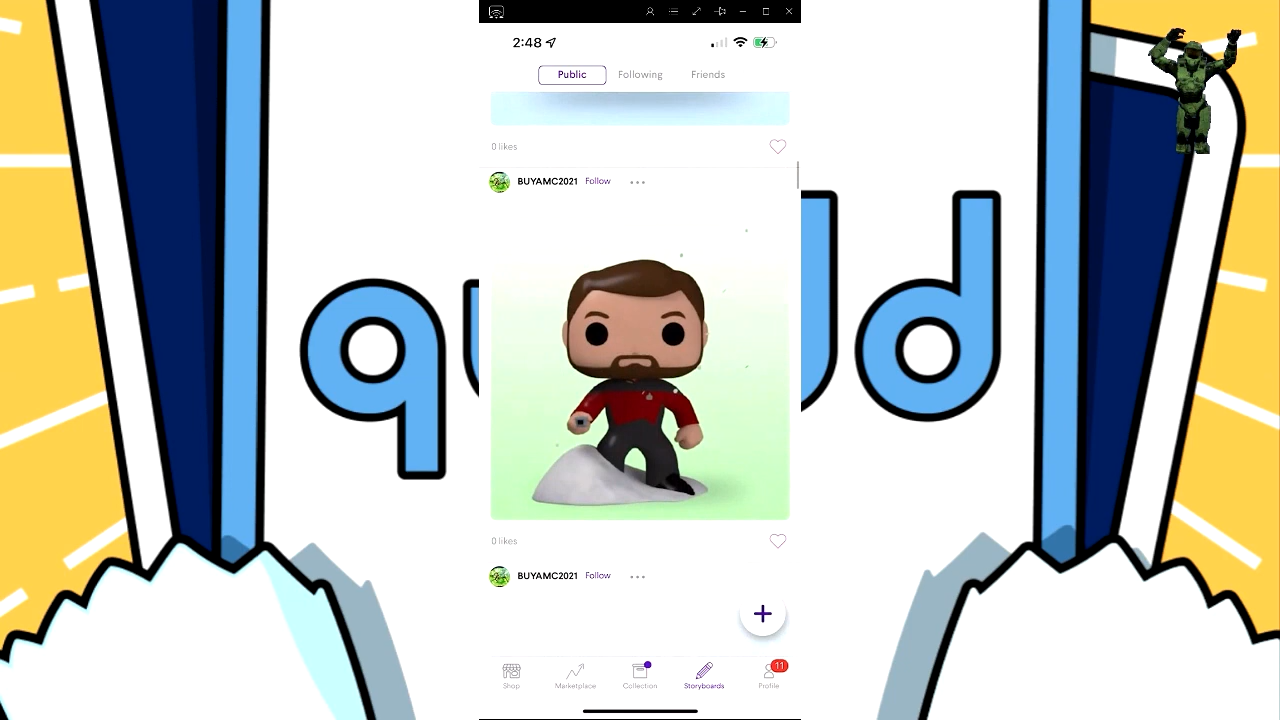 2:48
Public Following Friends
0 likes
BUYAMC2021 Follow
0 likes
BUYAMC2021 Follow
Shop Marketplace Collection Storyboards Profile
11